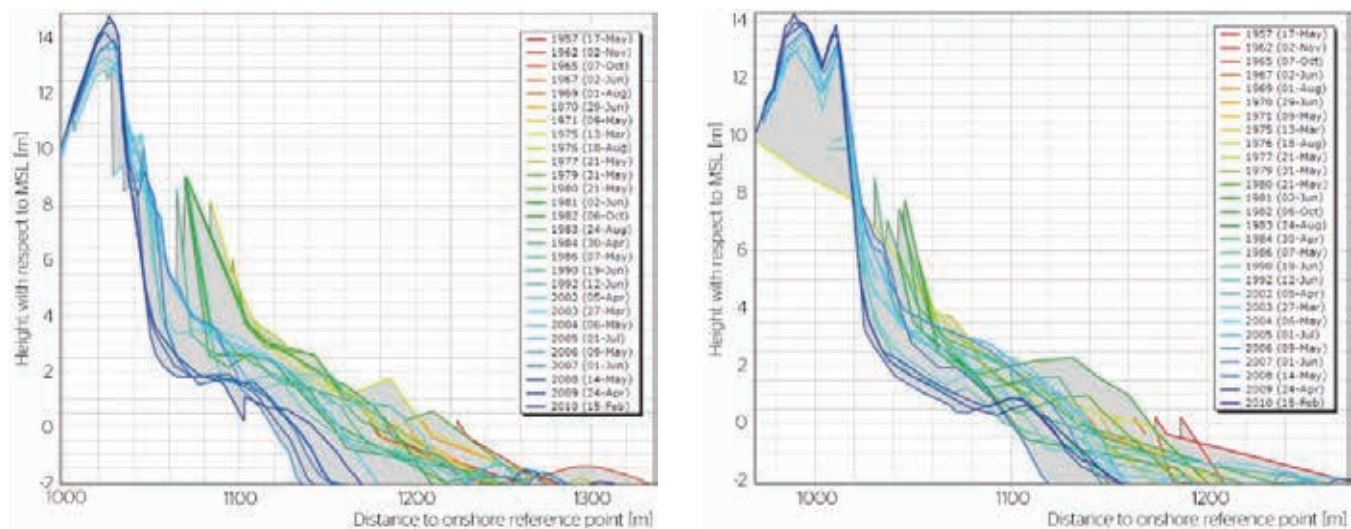 14
12
10
8
6
4
2
0
-2
Height with respect to MSL [m]
1000
1100
1200
1300
Distance to onshore reference point [m]
1957 (17-May)
1962 (02-Nov)
1965 (07-Oct)
1967 (02-Jun)
1969 (01-Aug)
1970 (29-Jun)
1971 (09-May)
1975 (13-Mar)
1976 (18-Aug)
1977 (21-May)
1979 (31-May)
1980 (21-May)
1981 (02-Jun)
1982 (06-Oct)
1983 (24-Aug)
1984 (30-Apr)
1986 (07-May)
1990 (19-Jun)
1992 (12-Jun)
2002 (05-Apr)
2003 (27-Mar)
2004 (06-May)
2005 (01-Jul)
2006 (09-May)
2007 (01-Jun)
2008 (14-May)
2009 (24-Apr)
2010 (15-Feb)
14
12
10
8
6
4
2
0
-2
Height with respect to MSL [m]
1000
1100
1200
Distance to onshore reference point [m]
1957 (17-May)
1962 (02-Nov)
1965 (07-Oct)
1967 (02-Jun)
1969 (01-Aug)
1970 (29-Jun)
1971 (09-May)
1975 (13-Mar)
1976 (18-Aug)
1977 (21-May)
1979 (31-May)
1980 (21-May)
1981 (02-Jun)
1982 (06-Oct)
1983 (24-Aug)
1984 (30-Apr)
1986 (07-May)
1990 (19-Jun)
1992 (12-Jun)
2002 (05-Apr)
2003 (27-Mar)
2004 (06-May)
2005 (01-Jul)
2006 (09-May)
2007 (01-Jun)
2008 (14-May)
2009 (24-Apr)
2010 (15-Feb)